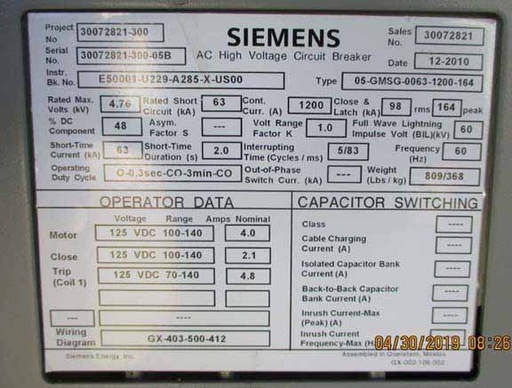 Project No 30072821-300 SIEMENS Sales No. 30072821
Serial No. 30072821-300-05B AC High Voltage Circuit Breaker Date 12-2010
Instr. Bk. No. E50001-U229-A285-X-US00 Type 05-GMSG-0063-1200-164
Rated Max. Volts (kV) 4.76 Rated Short Circuit (kA) 63 Cont. Curr. (A) 1200 Close & Latch (kA) 98 rms 164 peak
% DC Component 48 Asym. Factor S --- Volt Range Factor K 1.0 Full Wave Lightning Impulse Volt (BIL)(kV) 60
Short-Time Current (kA) 63 Short-Time Duration (s) 2.0 Interrupting Time (Cycles / ms) 5/83 Frequency (Hz) 60
Operating Duty Cycle O-0.3sec-CO-3min-CO Out-of-Phase Switch Curr. (kA) --- Weight (Lbs / kg) 809/368
OPERATOR DATA
Voltage Range Amps Nominal
Motor 125 VDC 100-140 4.0
Close 125 VDC 100-140 2.1
Trip (Coil 1) 125 VDC 70-140 4.8
--- ----
Wiring Diagram GX-403-500-412
Siemens Energy, Inc.
CAPACITOR SWITCHING
Class ----
Cable Charging Current (A) ----
Isolated Capacitor Bank Current (A) ----
Back-to-Back Capacitor Bank Current (A) ----
Inrush Current-Max (Peak) (A) ----
Inrush Current Frequency-Max
04/30/2019 08:26
Assembled in Queretaro, Mexico